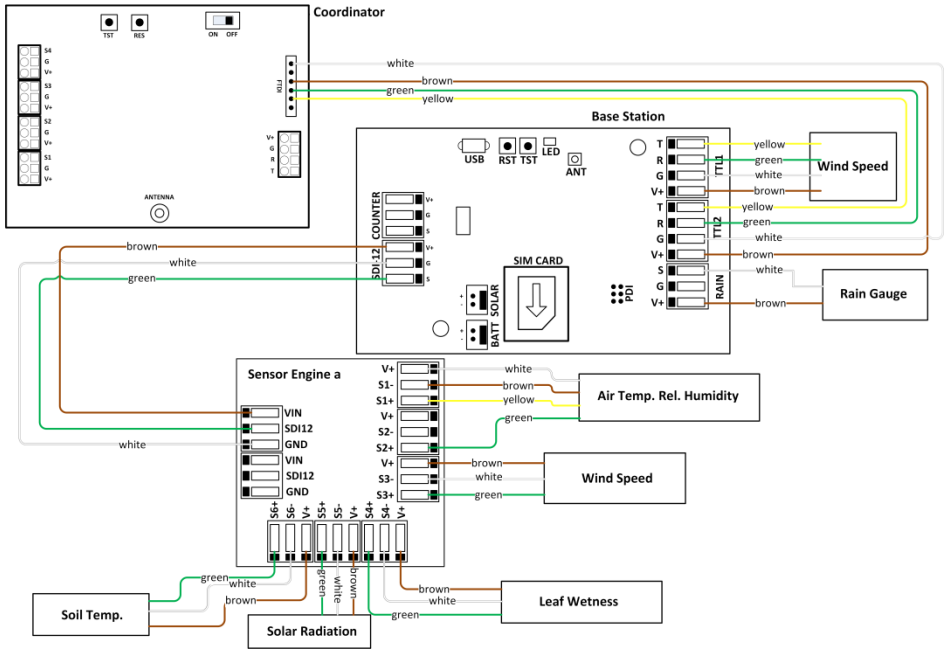 Coordinator
TST
RES
ON OFF
S4
G
V+
S3
G
V+
S2
G
V+
S1
G
V+
FTDI
V+
G
R
T
ANTENNA
white
brown
green
yellow
Base Station
USB
RST
TST
LED
ANT
COUNTER
V+
G
S
SDI-12
V+
G
S
SIM CARD
SOLAR
+
-
BATT
+
-
PDI
TTL1
T
R
G
V+
TTL2
T
R
G
V+
RAIN
S
G
V+
yellow
green
white
brown
Wind Speed
yellow
green
white
brown
white
brown
Rain Gauge
brown
white
green
Sensor Engine a
VIN
SDI12
GND
VIN
SDI12
GND
white
V+
S1-
S1+
V+
S2-
S2+
V+
S3-
S3+
white
brown
yellow
green
Air Temp. Rel. Humidity
brown
white
green
Wind Speed
S6+
S6-
V+
S5+
S5-
V+
S4+
S4-
V+
green
white
brown
Soil Temp.
green
white
brown
Solar Radiation
brown
white
green
Leaf Wetness